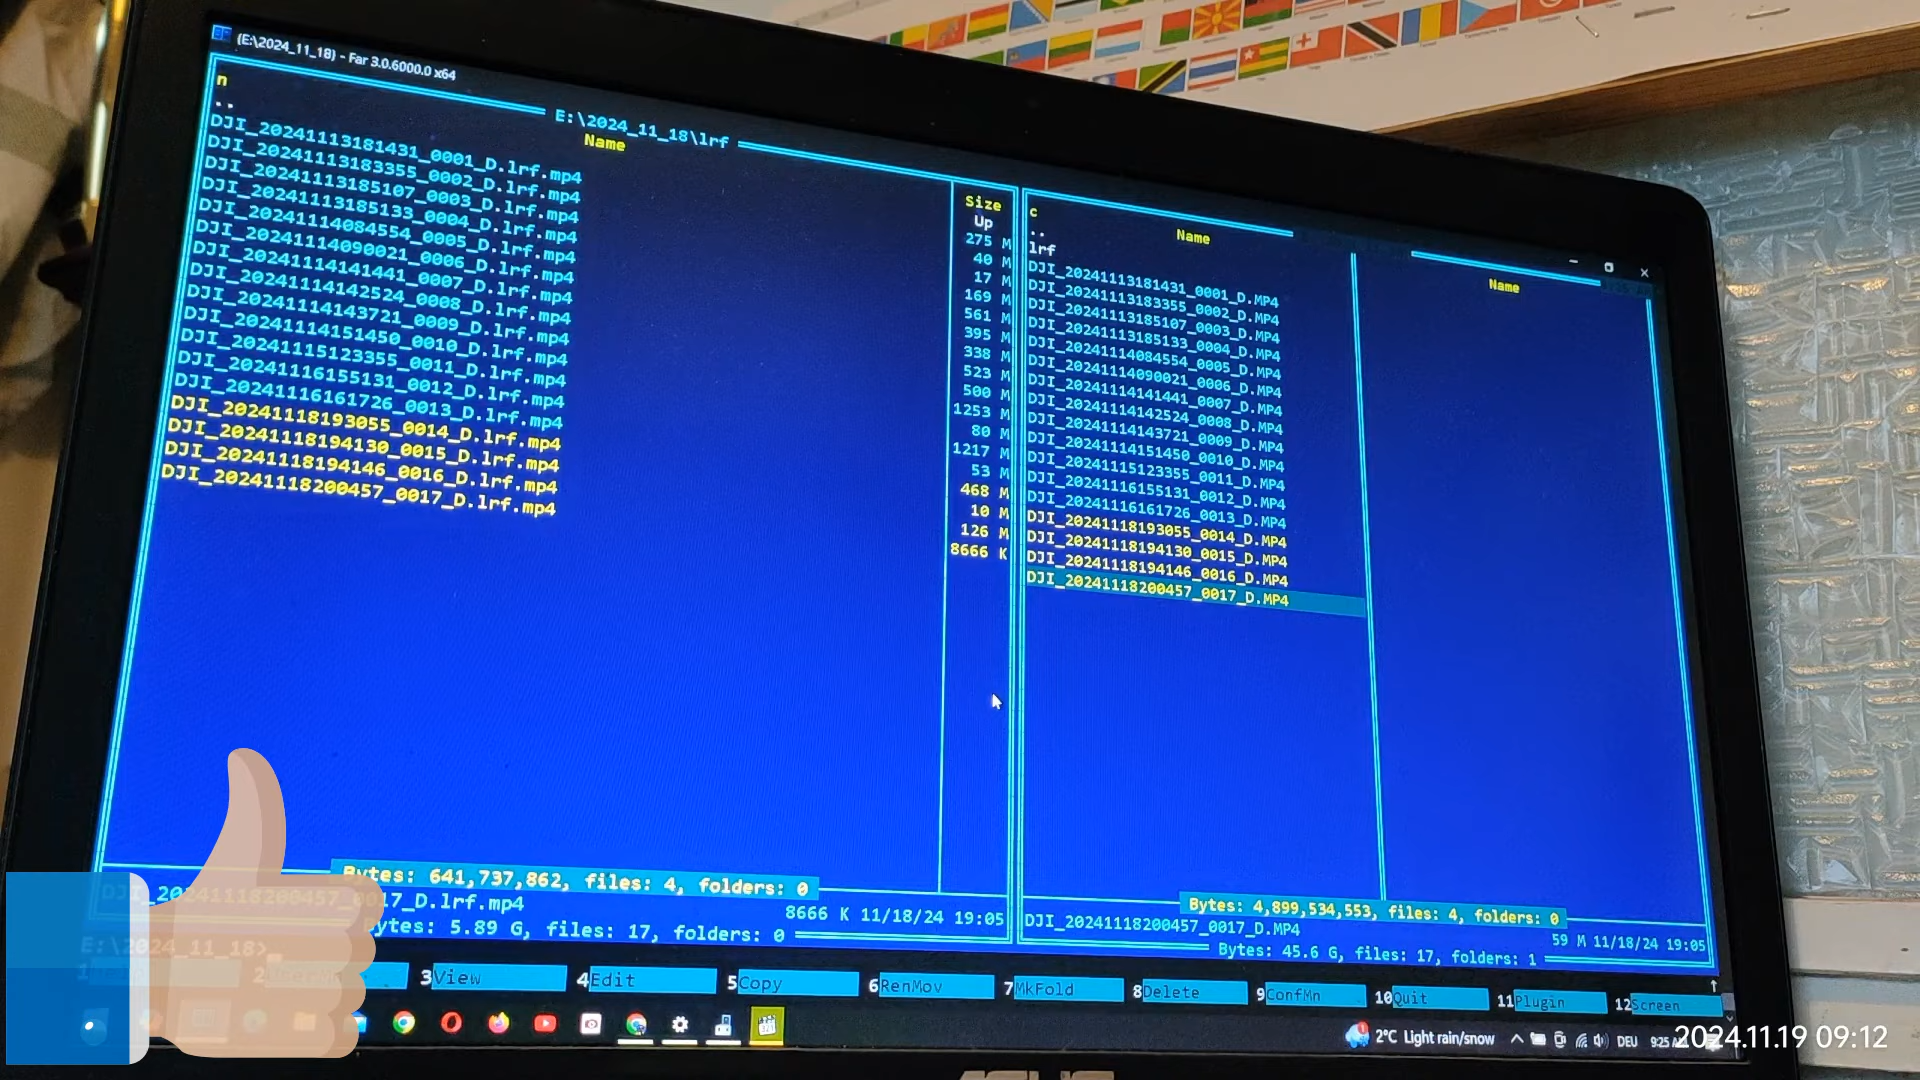 (E:\2024_11_18) - Far 3.0.6000.0 x64
E:\2024_11_18\lrf
n
Name
Size
..
Up
DJI_20241113181431_0001_D.lrf.mp4
275 M
DJI_20241113183355_0002_D.lrf.mp4
40 M
DJI_20241113185107_0003_D.lrf.mp4
17 M
DJI_20241113185133_0004_D.lrf.mp4
169 M
DJI_20241114084554_0005_D.lrf.mp4
561 M
DJI_20241114090021_0006_D.lrf.mp4
395 M
DJI_20241114141441_0007_D.lrf.mp4
338 M
DJI_20241114142524_0008_D.lrf.mp4
523 M
DJI_20241114143721_0009_D.lrf.mp4
500 M
DJI_20241114151450_0010_D.lrf.mp4
1253 M
DJI_20241115123355_0011_D.lrf.mp4
80 M
DJI_20241116155131_0012_D.lrf.mp4
1217 M
DJI_20241116161726_0013_D.lrf.mp4
53 M
DJI_20241118193055_0014_D.lrf.mp4
468 M
DJI_20241118194130_0015_D.lrf.mp4
10 M
DJI_20241118194146_0016_D.lrf.mp4
126 M
DJI_20241118200457_0017_D.lrf.mp4
8666 K
Bytes: 641,737,862, files: 4, folders: 0
DJI_20241118200457_0017_D.lrf.mp4
8666 K 11/18/24 19:05
Bytes: 5.89 G, files: 17, folders: 0
c
Name
Name
..
lrf
DJI_20241113181431_0001_D.MP4
DJI_20241113183355_0002_D.MP4
DJI_20241113185107_0003_D.MP4
DJI_20241113185133_0004_D.MP4
DJI_20241114084554_0005_D.MP4
DJI_20241114090021_0006_D.MP4
DJI_20241114141441_0007_D.MP4
DJI_20241114142524_0008_D.MP4
DJI_20241114143721_0009_D.MP4
DJI_20241114151450_0010_D.MP4
DJI_20241115123355_0011_D.MP4
DJI_20241116155131_0012_D.MP4
DJI_20241116161726_0013_D.MP4
DJI_20241118193055_0014_D.MP4
DJI_20241118194130_0015_D.MP4
DJI_20241118194146_0016_D.MP4
DJI_20241118200457_0017_D.MP4
Bytes: 4,899,534,553, files: 4, folders: 0
DJI_20241118200457_0017_D.MP4
59 M 11/18/24 19:05
Bytes: 45.6 G, files: 17, folders: 1
E:\2024_11_18>
3View 4Edit 5Copy 6RenMov 7MkFold 8Delete 9ConfMn 10Quit 11Plugin 12Screen
2°C Light rain/snow
DEU
9:25
2024.11.19 09:12